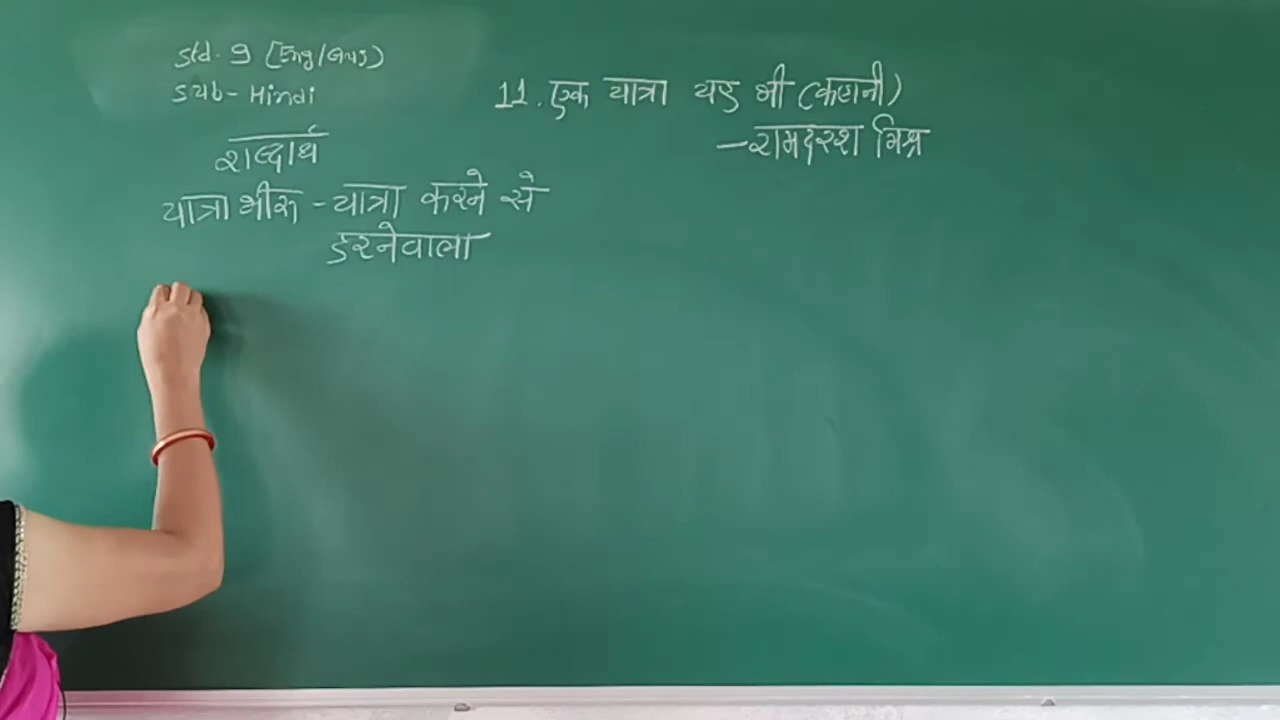 Std. 9 (Eng/Guj)
Sub- Hindi
11. एक यात्रा यह भी (कहानी)
- रामदरश मिश्र
शब्दार्थ
यात्रा भीरू - यात्रा करने से
डरनेवाला